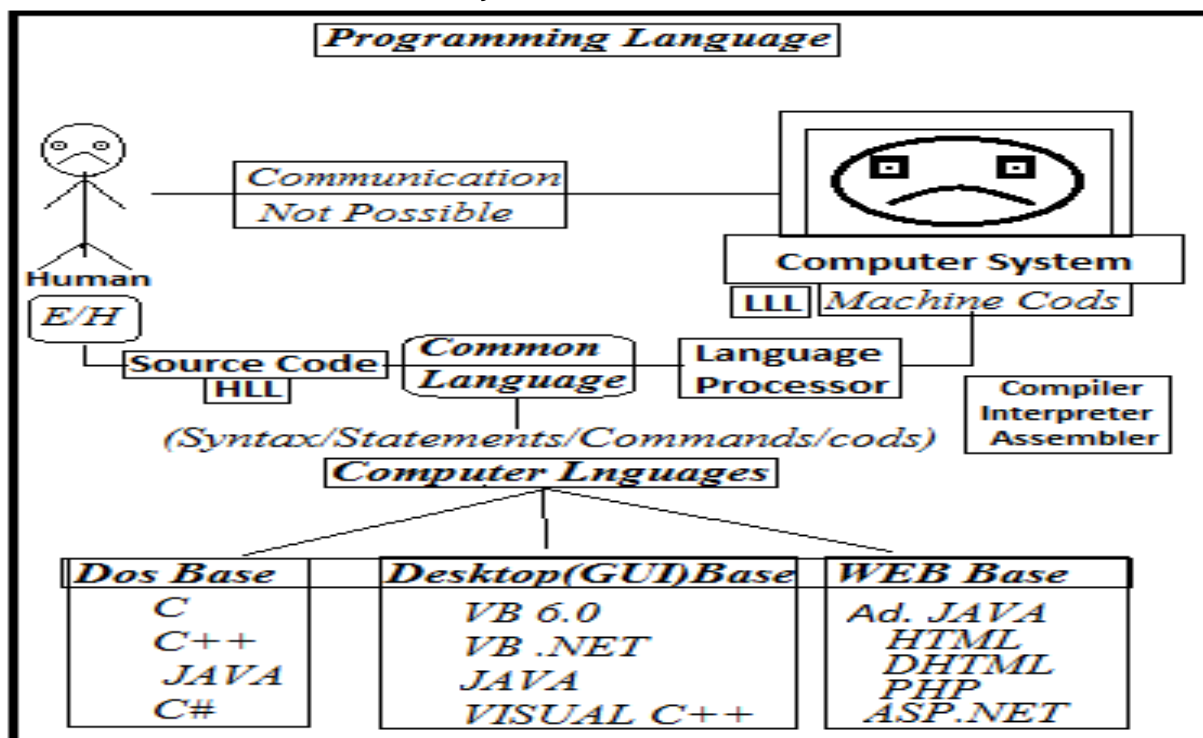 Programming Language
Communication
Not Possible
Human
E/H
Computer System
LLL Machine Cods
Source Code
HLL
Common
Language
Language
Processor
Compiler
Interpreter
Assembler
(Syntax/Statements/Commands/cods)
Computer Lnguages
Dos Base
C
C++
JAVA
C#
Desktop(GUI)Base
VB 6.0
VB .NET
JAVA
VISUAL C++
WEB Base
Ad. JAVA
HTML
DHTML
PHP
ASP.NET